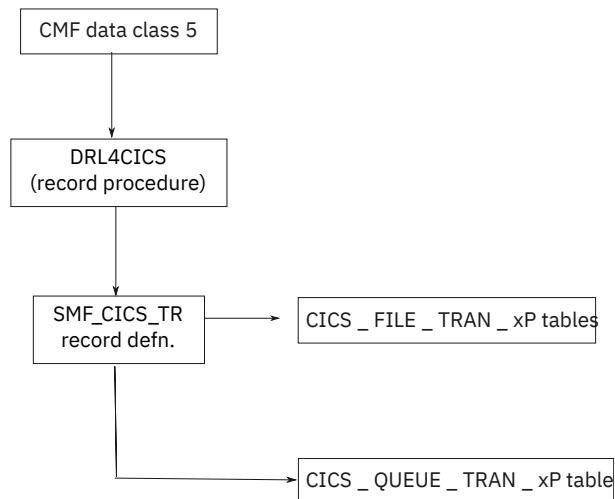 CMF data class 5
DRL4CICS
(record procedure)
SMF_CICS_TR
record defn.
CICS _ FILE _ TRAN _ xP tables
CICS _ QUEUE _ TRAN _ xP table